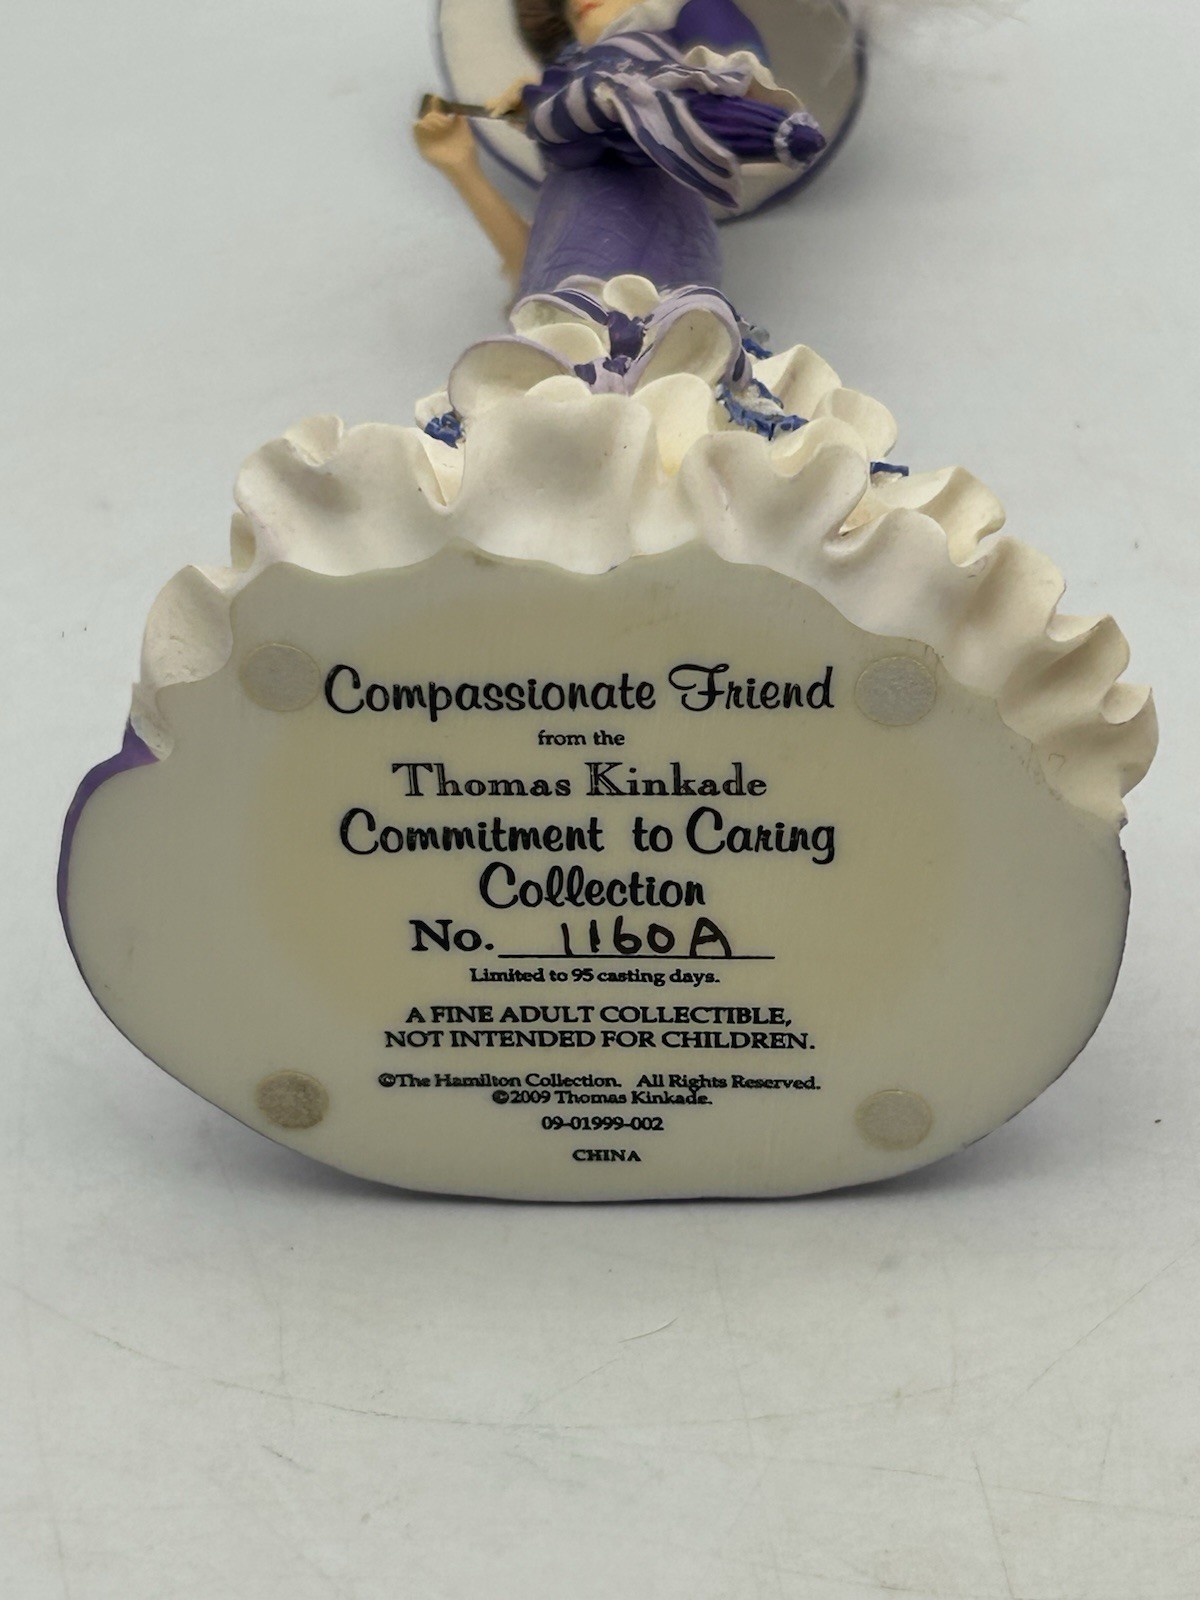 Compassionate Friend
from the
Thomas Kinkade
Commitment to Caring
Collection
No. 1160A
Limited to 95 casting days.
A FINE ADULT COLLECTIBLE,
NOT INTENDED FOR CHILDREN.
©The Hamilton Collection. All Rights Reserved.
©2009 Thomas Kinkade.
09-01999-002
CHINA